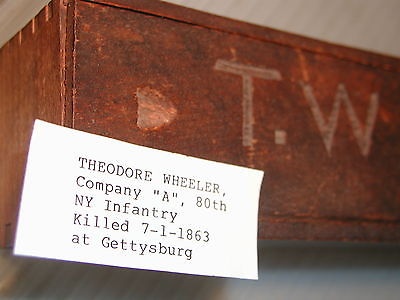 T.W
THEODORE WHEELER,
Company "A", 80th
NY Infantry
Killed 7-1-1863
at Gettysburg